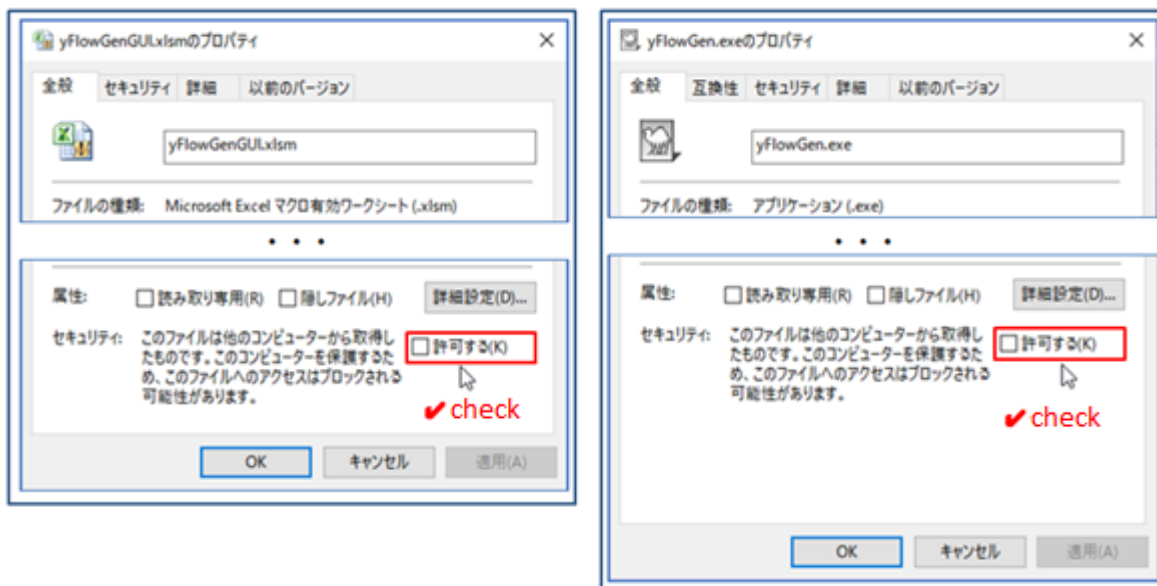 yFlowGenGUI.xlsmのプロパティ
全般 セキュリティ 詳細 以前のバージョン
yFlowGenGUI.xlsm
ファイルの種類: Microsoft Excel マクロ有効ワークシート (.xlsm)
・・・
属性: 読み取り専用(R) 隠しファイル(H) 詳細設定(D)...
セキュリティ: このファイルは他のコンピューターから取得し
たものです。このコンピューターを保護するた
め、このファイルへのアクセスはブロックされる
可能性があります。
許可する(K)
✔ check
OK キャンセル 適用(A)
yFlowGen.exeのプロパティ
全般 互換性 セキュリティ 詳細 以前のバージョン
yFlowGen.exe
ファイルの種類: アプリケーション (.exe)
・・・
属性: 読み取り専用(R) 隠しファイル(H) 詳細設定(D)...
セキュリティ: このファイルは他のコンピューターから取得し
たものです。このコンピューターを保護するた
め、このファイルへのアクセスはブロックされる
可能性があります。
許可する(K)
✔ check
OK キャンセル 適用(A)